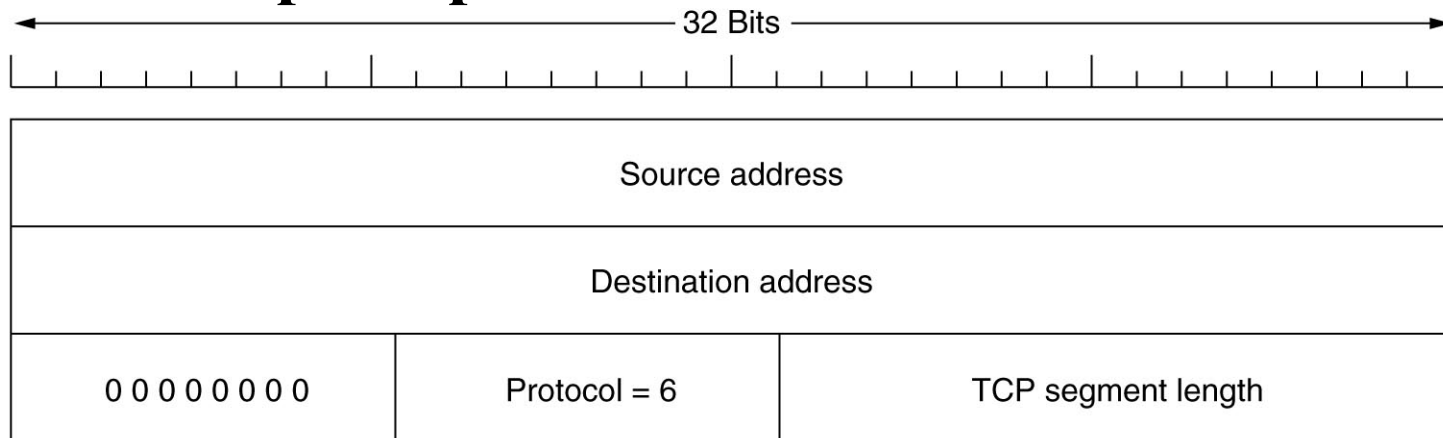 32 Bits
Source address
Destination address
0 0 0 0 0 0 0 0 Protocol = 6 TCP segment length